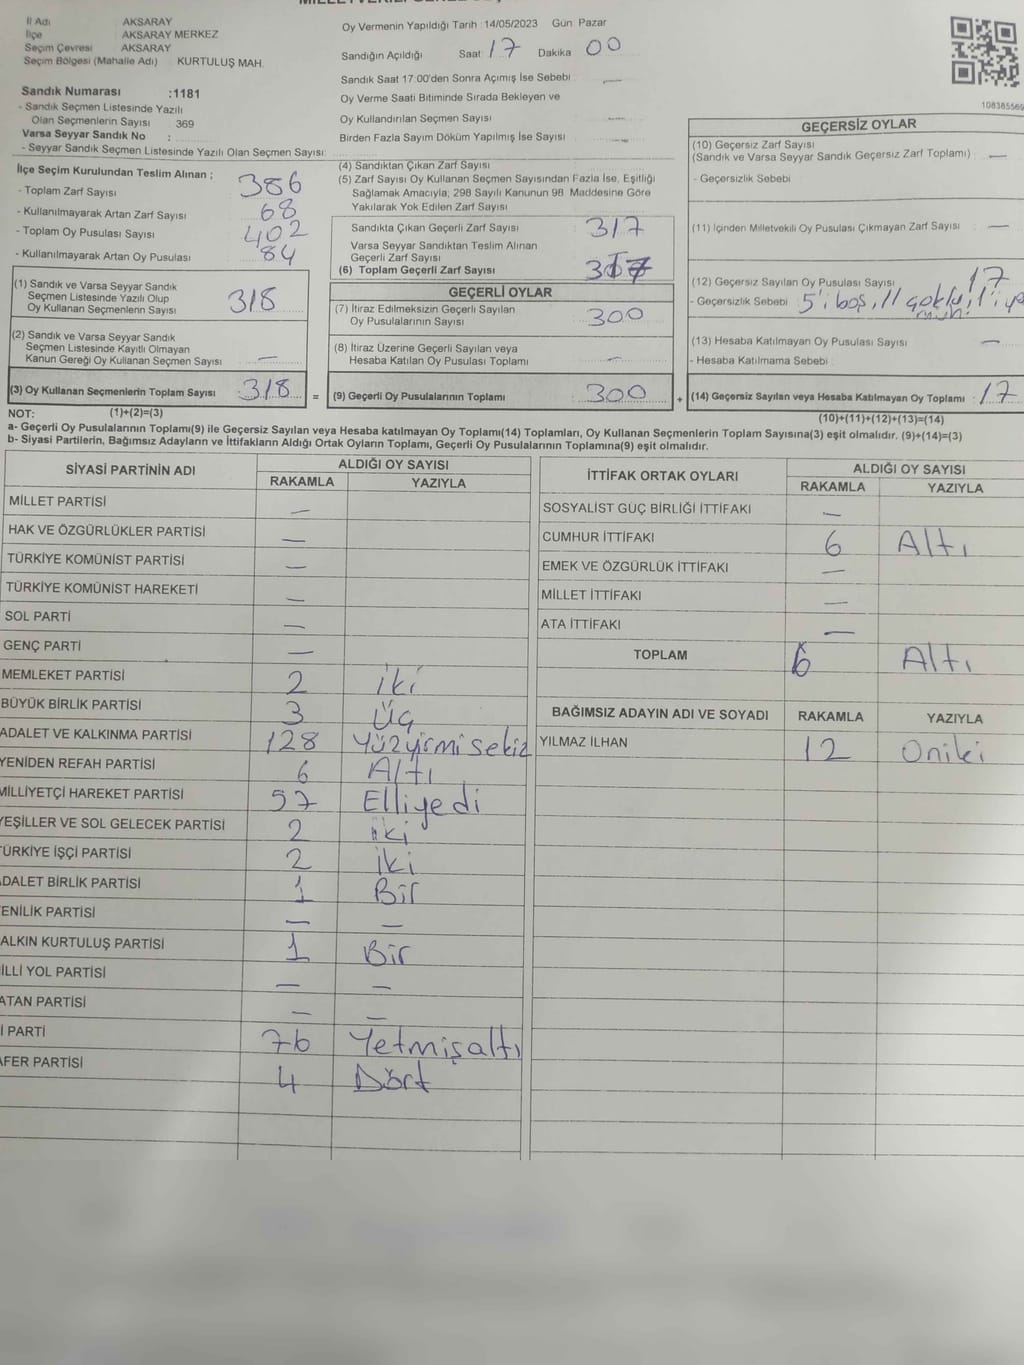 İl Adı AKSARAY
İlçe AKSARAY MERKEZ
Seçim Çevresi AKSARAY
Seçim Bölgesi (Mahalle Adı) KURTULUŞ MAH.
Sandık Numarası :1181
- Sandık Seçmen Listesinde Yazılı
Olan Seçmenlerin Sayısı 369
Varsa Seyyar Sandık No :
- Seyyar Sandık Seçmen Listesinde Yazılı Olan Seçmen Sayısı:
Oy Vermenin Yapıldığı Tarih :14/05/2023 Gün Pazar
Sandığın Açıldığı Saat 17 Dakika 00
Sandık Saat 17:00'den Sonra Açımış İse Sebebi —
Oy Verme Saati Bitiminde Sırada Bekleyen ve
Oy Kullandırılan Seçmen Sayısı —
Birden Fazla Sayım Döküm Yapılmış İse Sayısı —
İlçe Seçim Kurulundan Teslim Alınan ;
- Toplam Zarf Sayısı 386
- Kullanılmayarak Artan Zarf Sayısı 68
- Toplam Oy Pusulası Sayısı 402
- Kullanılmayarak Artan Oy Pusulası 84
(1) Sandık ve Varsa Seyyar Sandık
Seçmen Listesinde Yazılı Olup
Oy Kullanan Seçmenlerin Sayısı 318
(2) Sandık ve Varsa Seyyar Sandık
Seçmen Listesinde Kayıtlı Olmayan
Kanun Gereği Oy Kullanan Seçmen Sayısı —
(3) Oy Kullanan Seçmenlerin Toplam Sayısı 318 =
(4) Sandıktan Çıkan Zarf Sayısı
(5) Zarf Sayısı Oy Kullanan Seçmen Sayısından Fazla İse, Eşitliği
Sağlamak Amacıyla; 298 Sayılı Kanunun 98 Maddesine Göre
Yakılarak Yok Edilen Zarf Sayısı
Sandıkta Çıkan Geçerli Zarf Sayısı 317
Varsa Seyyar Sandıktan Teslim Alınan
Geçerli Zarf Sayısı
(6) Toplam Geçerli Zarf Sayısı 317
GEÇERLİ OYLAR
(7) İtiraz Edilmeksizin Geçerli Sayılan
Oy Pusulalarının Sayısı 300
(8) İtiraz Üzerine Geçerli Sayılan veya
Hesaba Katılan Oy Pusulası Toplamı —
(9) Geçerli Oy Pusulalarının Toplamı 300 +
108365569
GEÇERSİZ OYLAR
(10) Geçersiz Zarf Sayısı
(Sandık ve Varsa Seyyar Sandık Geçersiz Zarf Toplamı) —
- Geçersizlik Sebebi
(11) İçinden Milletvekili Oy Pusulası Çıkmayan Zarf Sayısı —
(12) Geçersiz Sayılan Oy Pusulası Sayısı 17
- Geçersizlik Sebebi 5'i boş, 11 çoklu,
(13) Hesaba Katılmayan Oy Pusulası Sayısı —
- Hesaba Katılmama Sebebi
(14) Geçersiz Sayılan veya Hesaba Katılmayan Oy Toplamı : 17
NOT: (1)+(2)=(3) (10)+(11)+(12)+(13)=(14)
a- Geçerli Oy Pusulalarının Toplamı(9) ile Geçersiz Sayılan veya Hesaba katılmayan Oy Toplamı(14) Toplamları, Oy Kullanan Seçmenlerin Toplam Sayısına(3) eşit olmalıdır. (9)+(14)=(3)
b- Siyasi Partilerin, Bağımsız Adayların ve İttifakların Aldığı Ortak Oyların Toplamı, Geçerli Oy Pusulalarının Toplamına(9) eşit olmalıdır.
SİYASİ PARTİNİN ADI ALDIĞI OY SAYISI
RAKAMLA YAZIYLA
MİLLET PARTİSİ —
HAK VE ÖZGÜRLÜKLER PARTİSİ —
TÜRKİYE KOMÜNİST PARTİSİ —
TÜRKİYE KOMÜNİST HAREKETİ —
SOL PARTİ —
GENÇ PARTİ —
MEMLEKET PARTİSİ 2 iki
BÜYÜK BİRLİK PARTİSİ 3 Üç
ADALET VE KALKINMA PARTİSİ 128 Yüzyirmisekiz
YENİDEN REFAH PARTİSİ 6 Altı
MİLLİYETÇİ HAREKET PARTİSİ 57 Elliyedi
YEŞİLLER VE SOL GELECEK PARTİSİ 2 iki
TÜRKİYE İŞÇİ PARTİSİ 2 iki
ADALET BİRLİK PARTİSİ 1 Bir
ENİLİK PARTİSİ — —
ALKIN KURTULUŞ PARTİSİ 1 Bir
İLLİ YOL PARTİSİ — —
ATAN PARTİSİ — —
İ PARTİ 76 Yetmişaltı
AFER PARTİSİ 4 Dört
İTTİFAK ORTAK OYLARI ALDIĞI OY SAYISI
RAKAMLA YAZIYLA
SOSYALİST GÜÇ BİRLİĞİ İTTİFAKI —
CUMHUR İTTİFAKI 6 Altı
EMEK VE ÖZGÜRLÜK İTTİFAKI —
MİLLET İTTİFAKI —
ATA İTTİFAKI —
TOPLAM 6 Altı
BAĞIMSIZ ADAYIN ADI VE SOYADI RAKAMLA YAZIYLA
YILMAZ İLHAN 12 Oniki